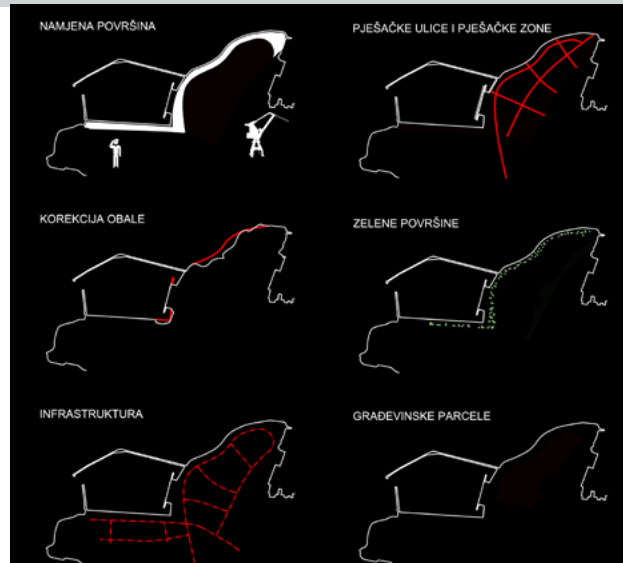 NAMJENA POVRŠINA
PJEŠAČKE ULICE I PJEŠAČKE ZONE
KOREKCIJA OBALE
ZELENE POVRŠINE
INFRASTRUKTURA
GRAĐEVINSKE PARCELE